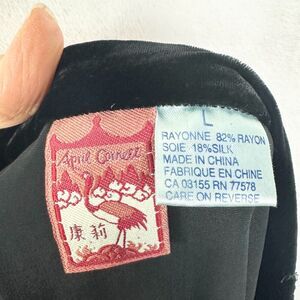 April Cornell
康莉
L
RAYONNE 82% RAYON
SOIE 18% SILK
MADE IN CHINA
FABRIQUE EN CHINE
CA 03155 RN 77578
CARE ON REVERSE